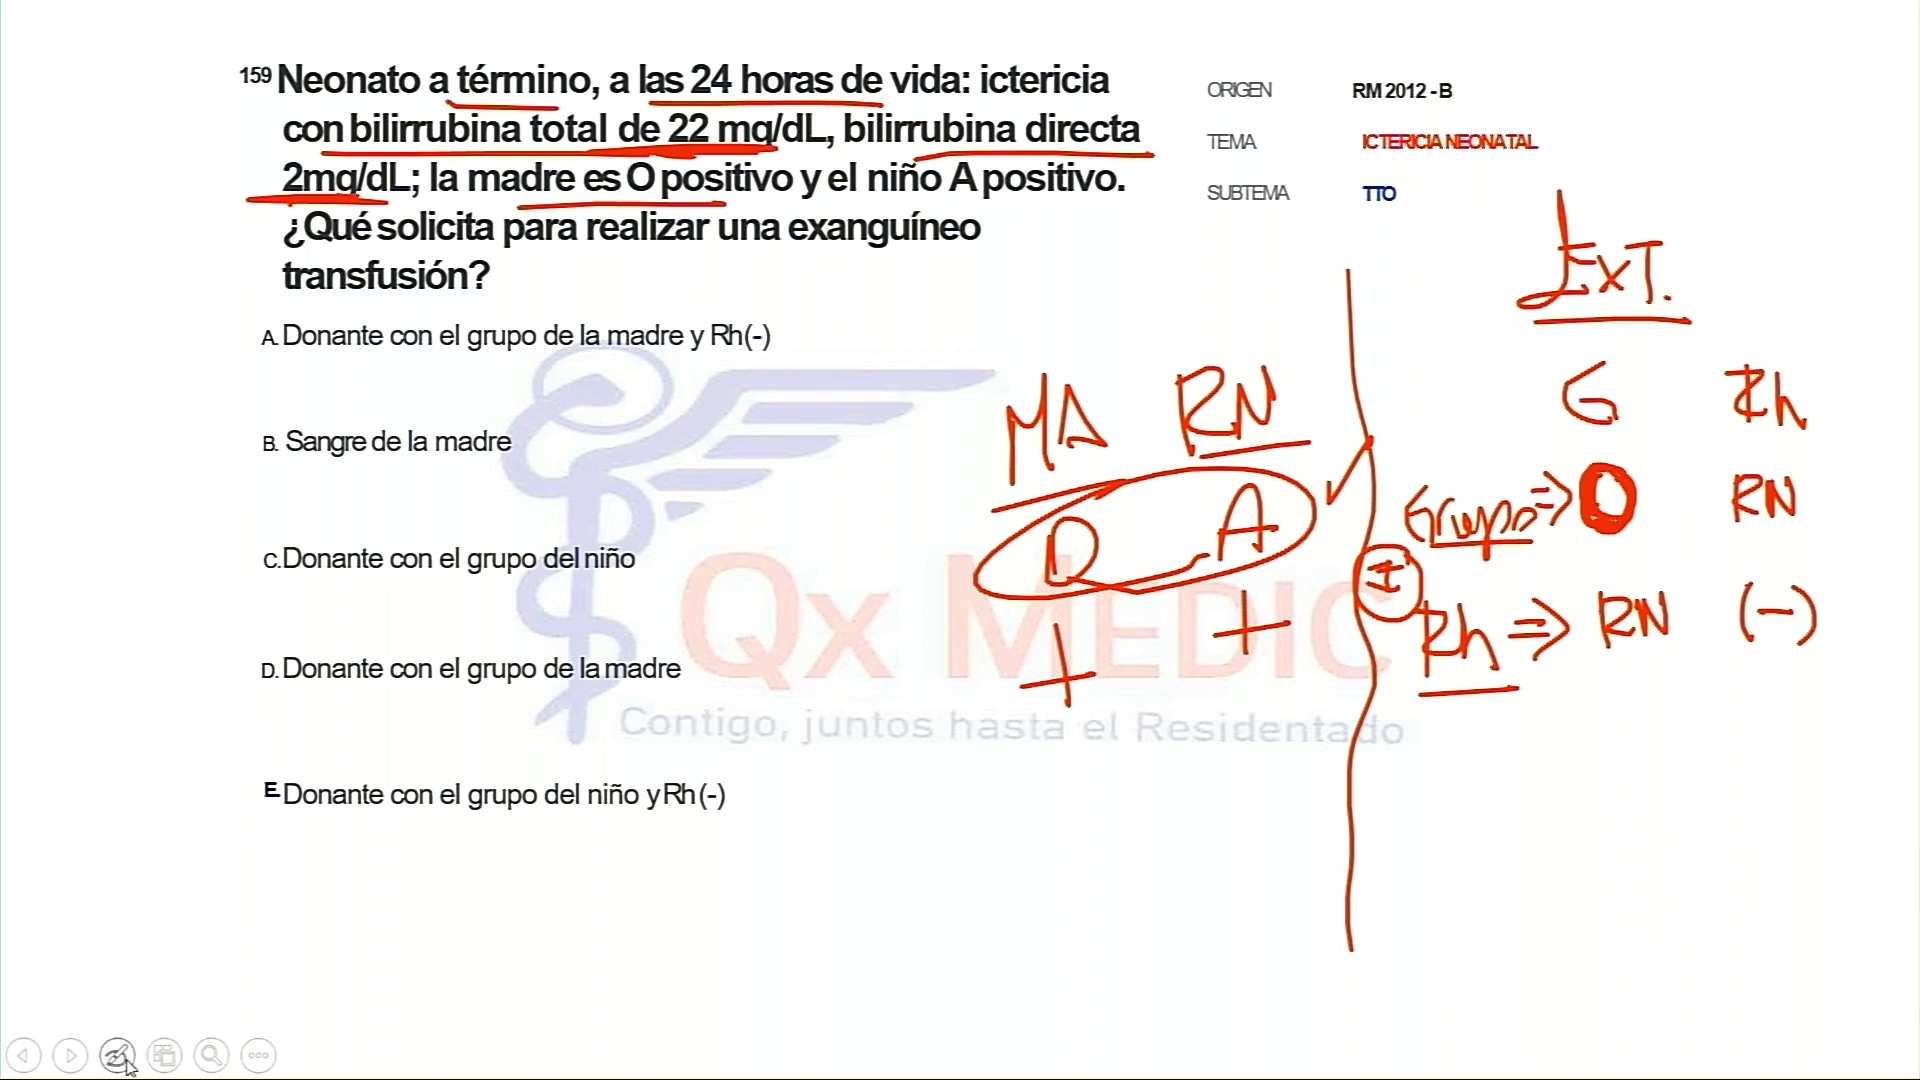 159 Neonato a término, a las 24 horas de vida: ictericia
con bilirrubina total de 22 mq/dL, bilirrubina directa
2mq/dL; la madre es O positivo y el niño A positivo.
¿Qué solicita para realizar una exanguíneo
transfusión?
A. Donante con el grupo de la madre y Rh(-)
B. Sangre de la madre
C. Donante con el grupo del niño
D. Donante con el grupo de la madre
E Donante con el grupo del niño y Rh (-)
ORIGEN RM 2012 - B
TEMA ICTERICIA NEONATAL
SUBTEMA TTO
MA RN
O A
+ +
ExT.
G Rh
Grupo => O RN
I
Rh => RN (-)
Qx MEDIC
Contigo, juntos hasta el Residentado